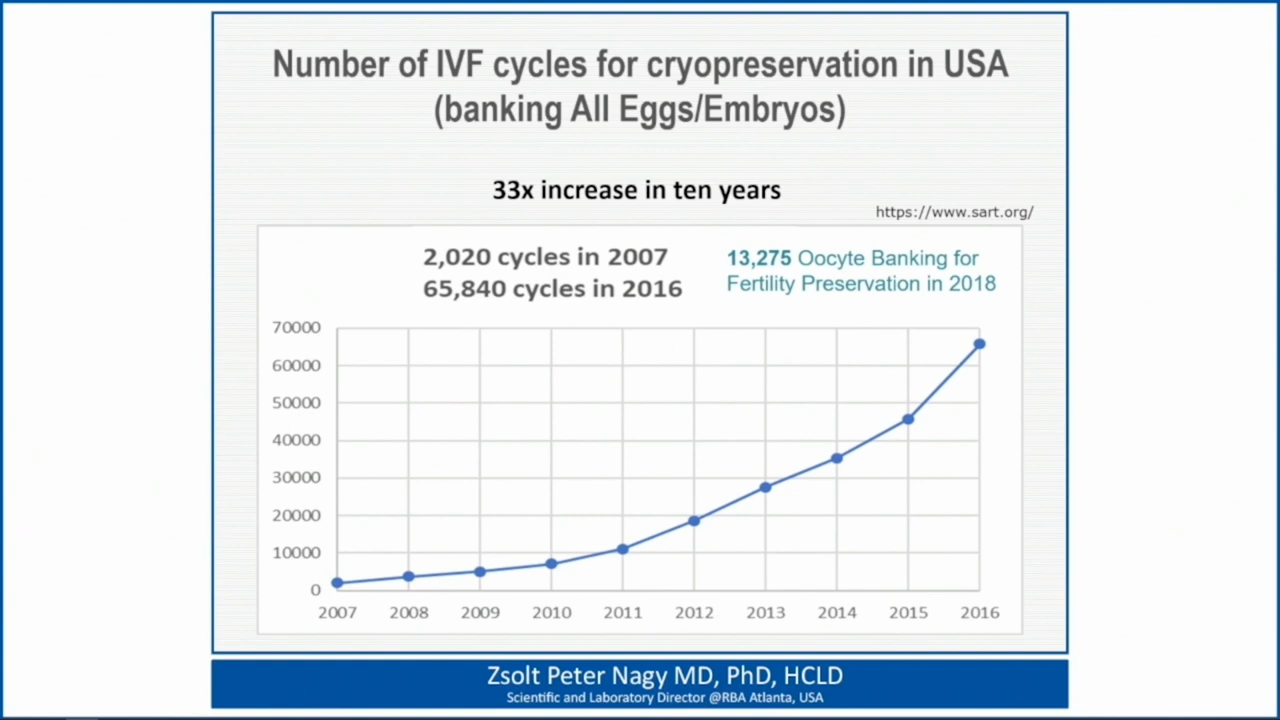 Number of IVF cycles for cryopreservation in USA
(banking All Eggs/Embryos)
33x increase in ten years
https://www.sart.org/
2,020 cycles in 2007
65,840 cycles in 2016
13,275 Oocyte Banking for
Fertility Preservation in 2018
70000
60000
50000
40000
30000
20000
10000
0
2007 2008 2009 2010 2011 2012 2013 2014 2015 2016
Zsolt Peter Nagy MD, PhD, HCLD
Scientific and Laboratory Director @RBA Atlanta, USA